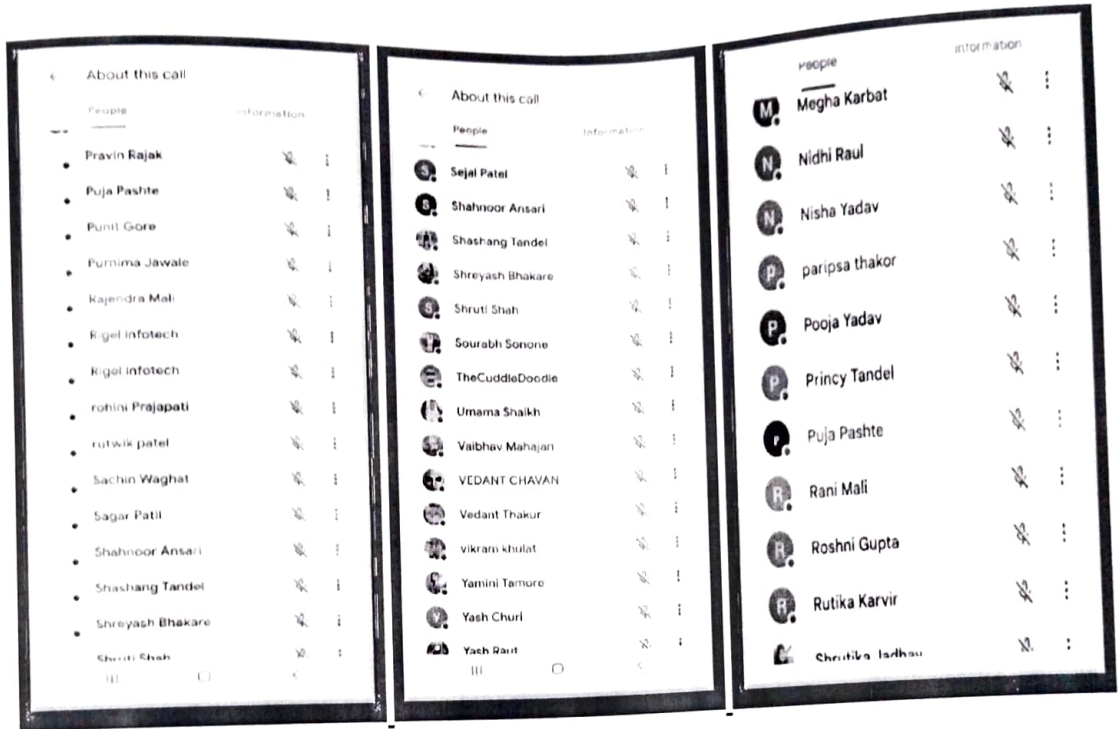 About this call
People
Information
Pravin Rajak
Puja Pashte
Punit Gore
Purnima Jawale
Rajendra Mali
Rigel Infotech
Rigel Infotech
rohini Prajapati
rutwik patel
Sachin Waghat
Sagar Patil
Shahnoor Ansari
Shashang Tandel
Shreyash Bhakare
Shruti Shah
About this call
People
Information
S Sejal Patel
S Shahnoor Ansari
Shashang Tandel
Shreyash Bhakare
S Shruti Shah
Sourabh Sonone
TheCuddleDoodle
Umama Shaikh
Vaibhav Mahajan
VEDANT CHAVAN
Vedant Thakur
vikram khulat
Yamini Tamore
Y Yash Churi
Yash Raut
People
Information
M Megha Karbat
N Nidhi Raul
N Nisha Yadav
P paripsa thakor
P Pooja Yadav
P Princy Tandel
P Puja Pashte
R Rani Mali
R Roshni Gupta
R Rutika Karvir
Shrutika Jadhav